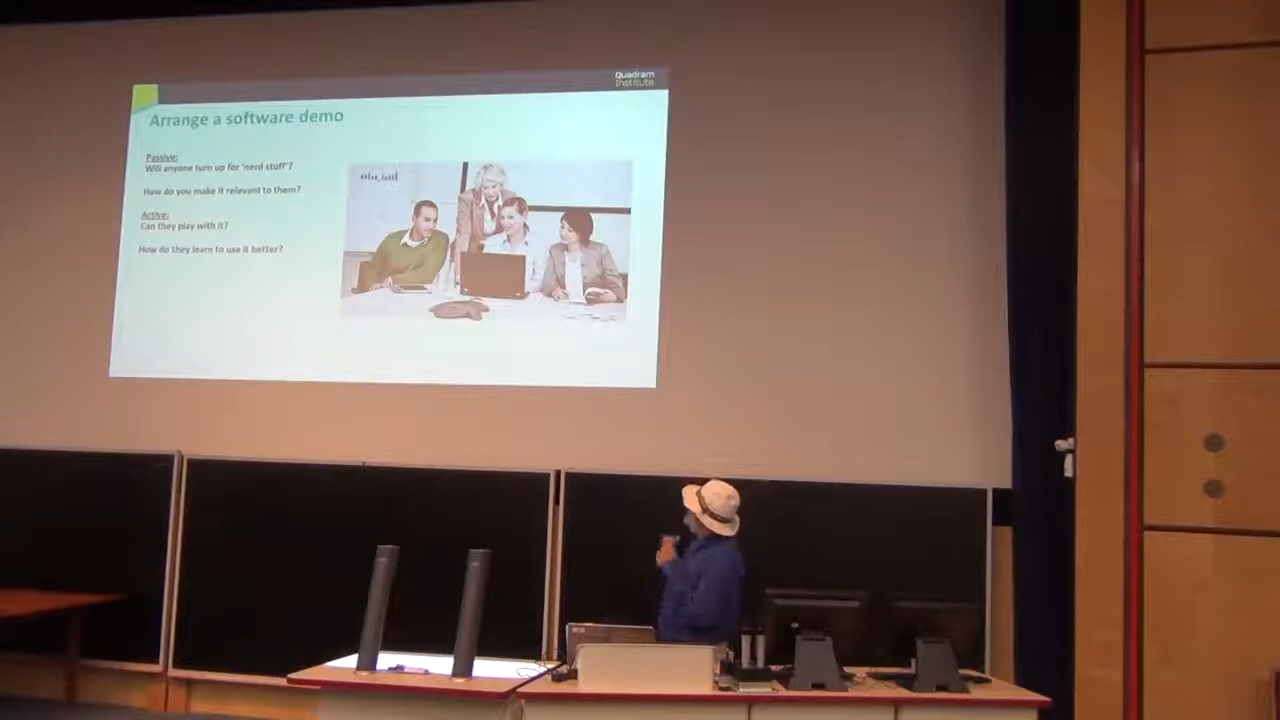 Quadram
Institute
Arrange a software demo
Passive:
Will anyone turn up for 'nerd stuff'?
How do you make it relevant to them?
Active:
Can they play with it?
How do they learn to use it better?